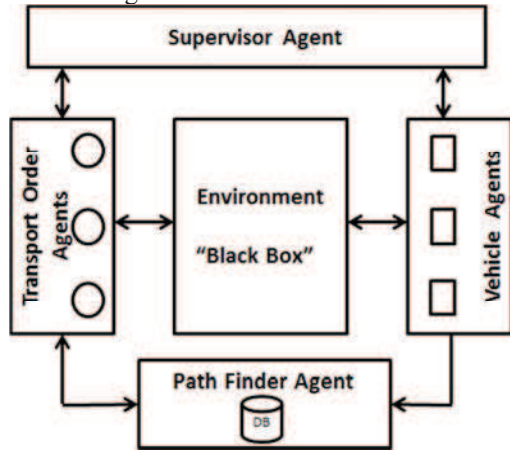 Supervisor Agent
Transport Order
Agents
Environment
"Black Box"
Vehicle Agents
Path Finder Agent
DB